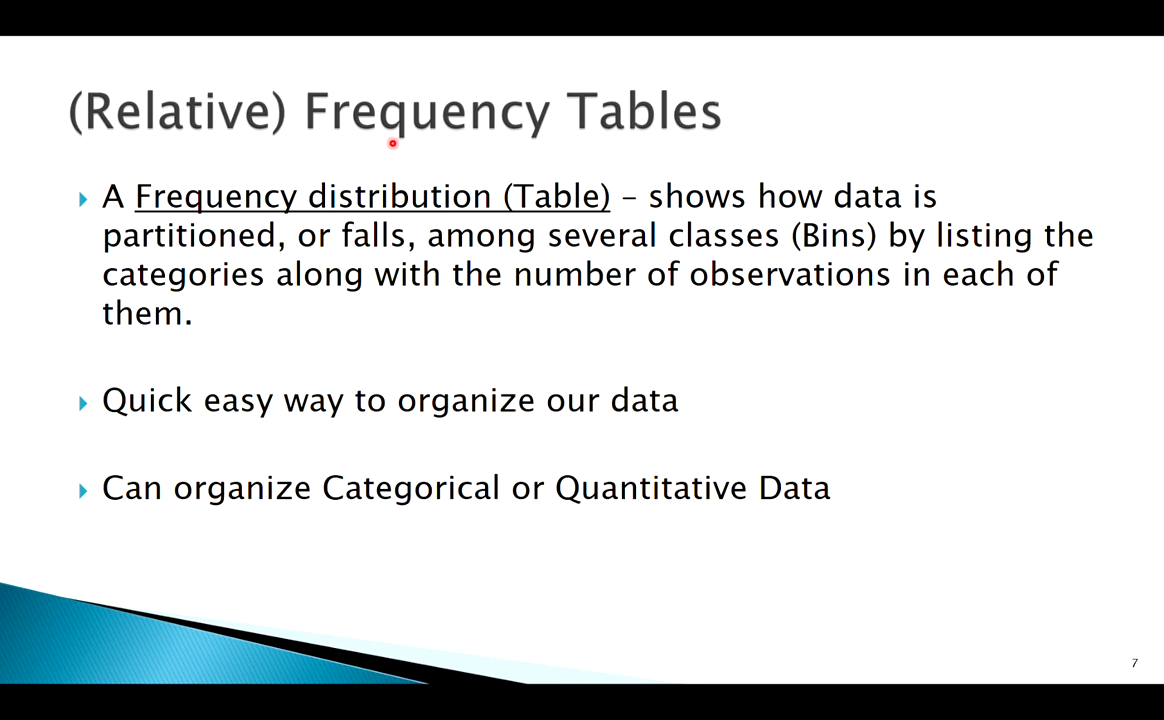 (Relative) Frequency Tables
A Frequency distribution (Table) – shows how data is
partitioned, or falls, among several classes (Bins) by listing the
categories along with the number of observations in each of
them.
Quick easy way to organize our data
Can organize Categorical or Quantitative Data
7